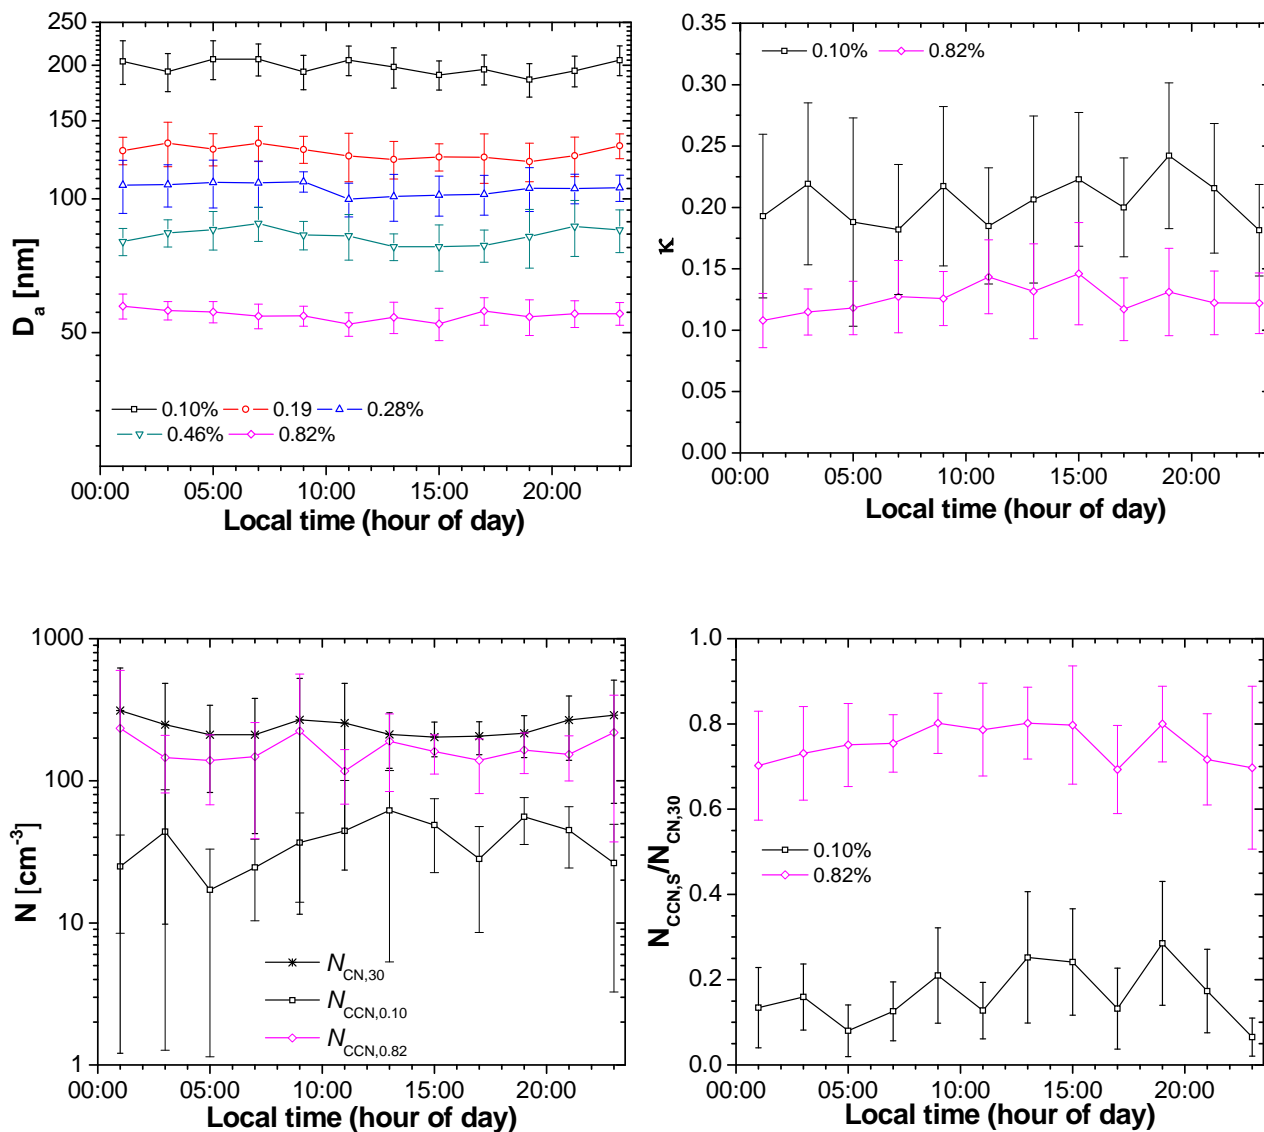 250
200
150
100
50
D_a [nm]
0.10% 0.19 0.28%
0.46% 0.82%
00:00 05:00 10:00 15:00 20:00
Local time (hour of day)
0.35
0.30
0.25
0.20
0.15
0.10
0.05
0.00
κ
0.10% 0.82%
00:00 05:00 10:00 15:00 20:00
Local time (hour of day)
1000
100
10
1
N [cm⁻³]
N_CN,30
N_CCN,0.10
N_CCN,0.82
00:00 05:00 10:00 15:00 20:00
Local time (hour of day)
1.0
0.8
0.6
0.4
0.2
0.0
N_CCN,S/N_CN,30
0.10%
0.82%
00:00 05:00 10:00 15:00 20:00
Local time (hour of day)